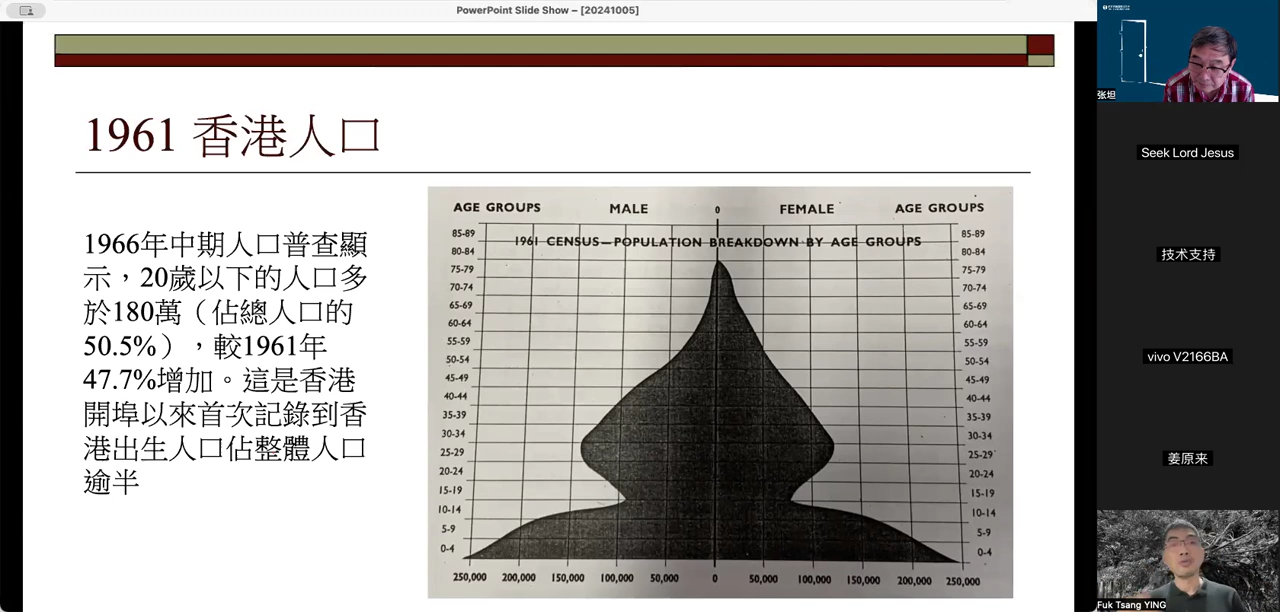 PowerPoint Slide Show – [20241005]
1961 香港人口
1966年中期人口普查顯
示，20歲以下的人口多
於180萬（佔總人口的
50.5%），較1961年
47.7%增加。這是香港
開埠以來首次記錄到香
港出生人口佔整體人口
逾半
AGE GROUPS MALE 0 FEMALE AGE GROUPS
1961 CENSUS—POPULATION BREAKDOWN BY AGE GROUPS
85-89 85-89
80-84 80-84
75-79 75-79
70-74 70-74
65-69 65-69
60-64 60-64
55-59 55-59
50-54 50-54
45-49 45-49
40-44 40-44
35-39 35-39
30-34 30-34
25-29 25-29
20-24 20-24
15-19 15-19
10-14 10-14
5-9 5-9
0-4 0-4
250,000 200,000 150,000 100,000 50,000 0 50,000 100,000 150,000 200,000 250,000
张坦
Seek Lord Jesus
技术支持
vivo V2166BA
姜原来
Fuk Tsang YING